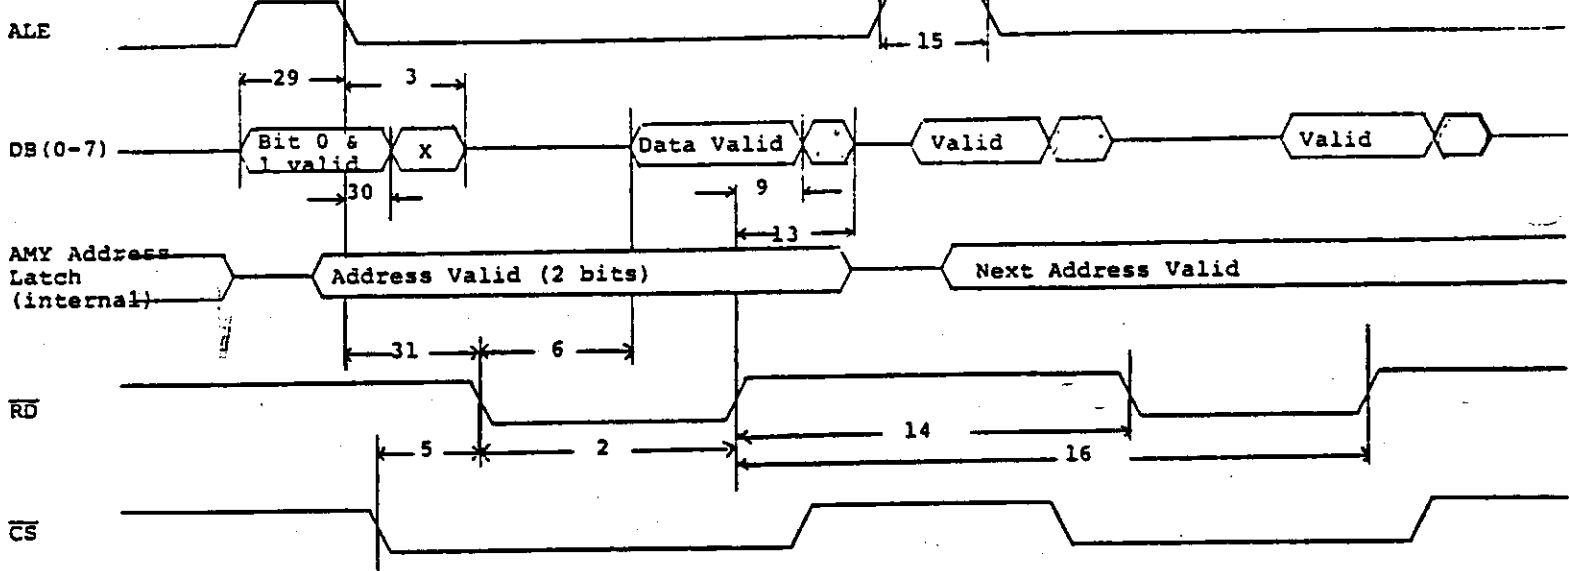 ALE
15
29
3
DB(0-7)
Bit 0 &
1 valid
X
Data Valid
Valid
Valid
30
9
13
AMY Address
Latch
(internal)
Address Valid (2 bits)
Next Address Valid
31
6
RD
14
5
2
16
CS